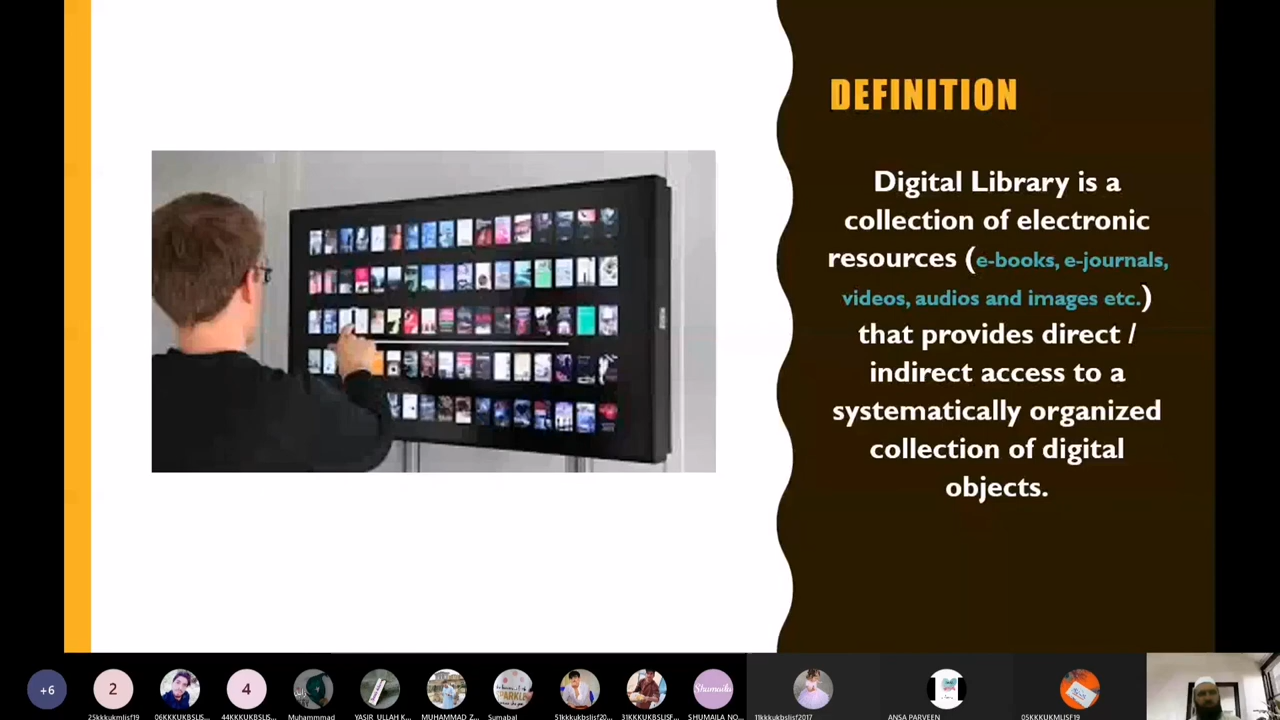 DEFINITION
Digital Library is a
collection of electronic
resources (e-books, e-journals,
videos, audios and images etc.)
that provides direct /
indirect access to a
systematically organized
collection of digital
objects.
+6
2
4
Shumaila
25kkkukmlisf19
06KKKUKBSLIS...
44KKKUKBSLIS...
Muhammmad
YASIR ULLAH K...
MUHAMMAD Z...
Sumabal
51kkkukbslisf20...
31KKKUKBSLISF...
SHUMAILA NO...
11kkkukbslisf2017
ANSA PARVEEN
05KKKUKMLISF19